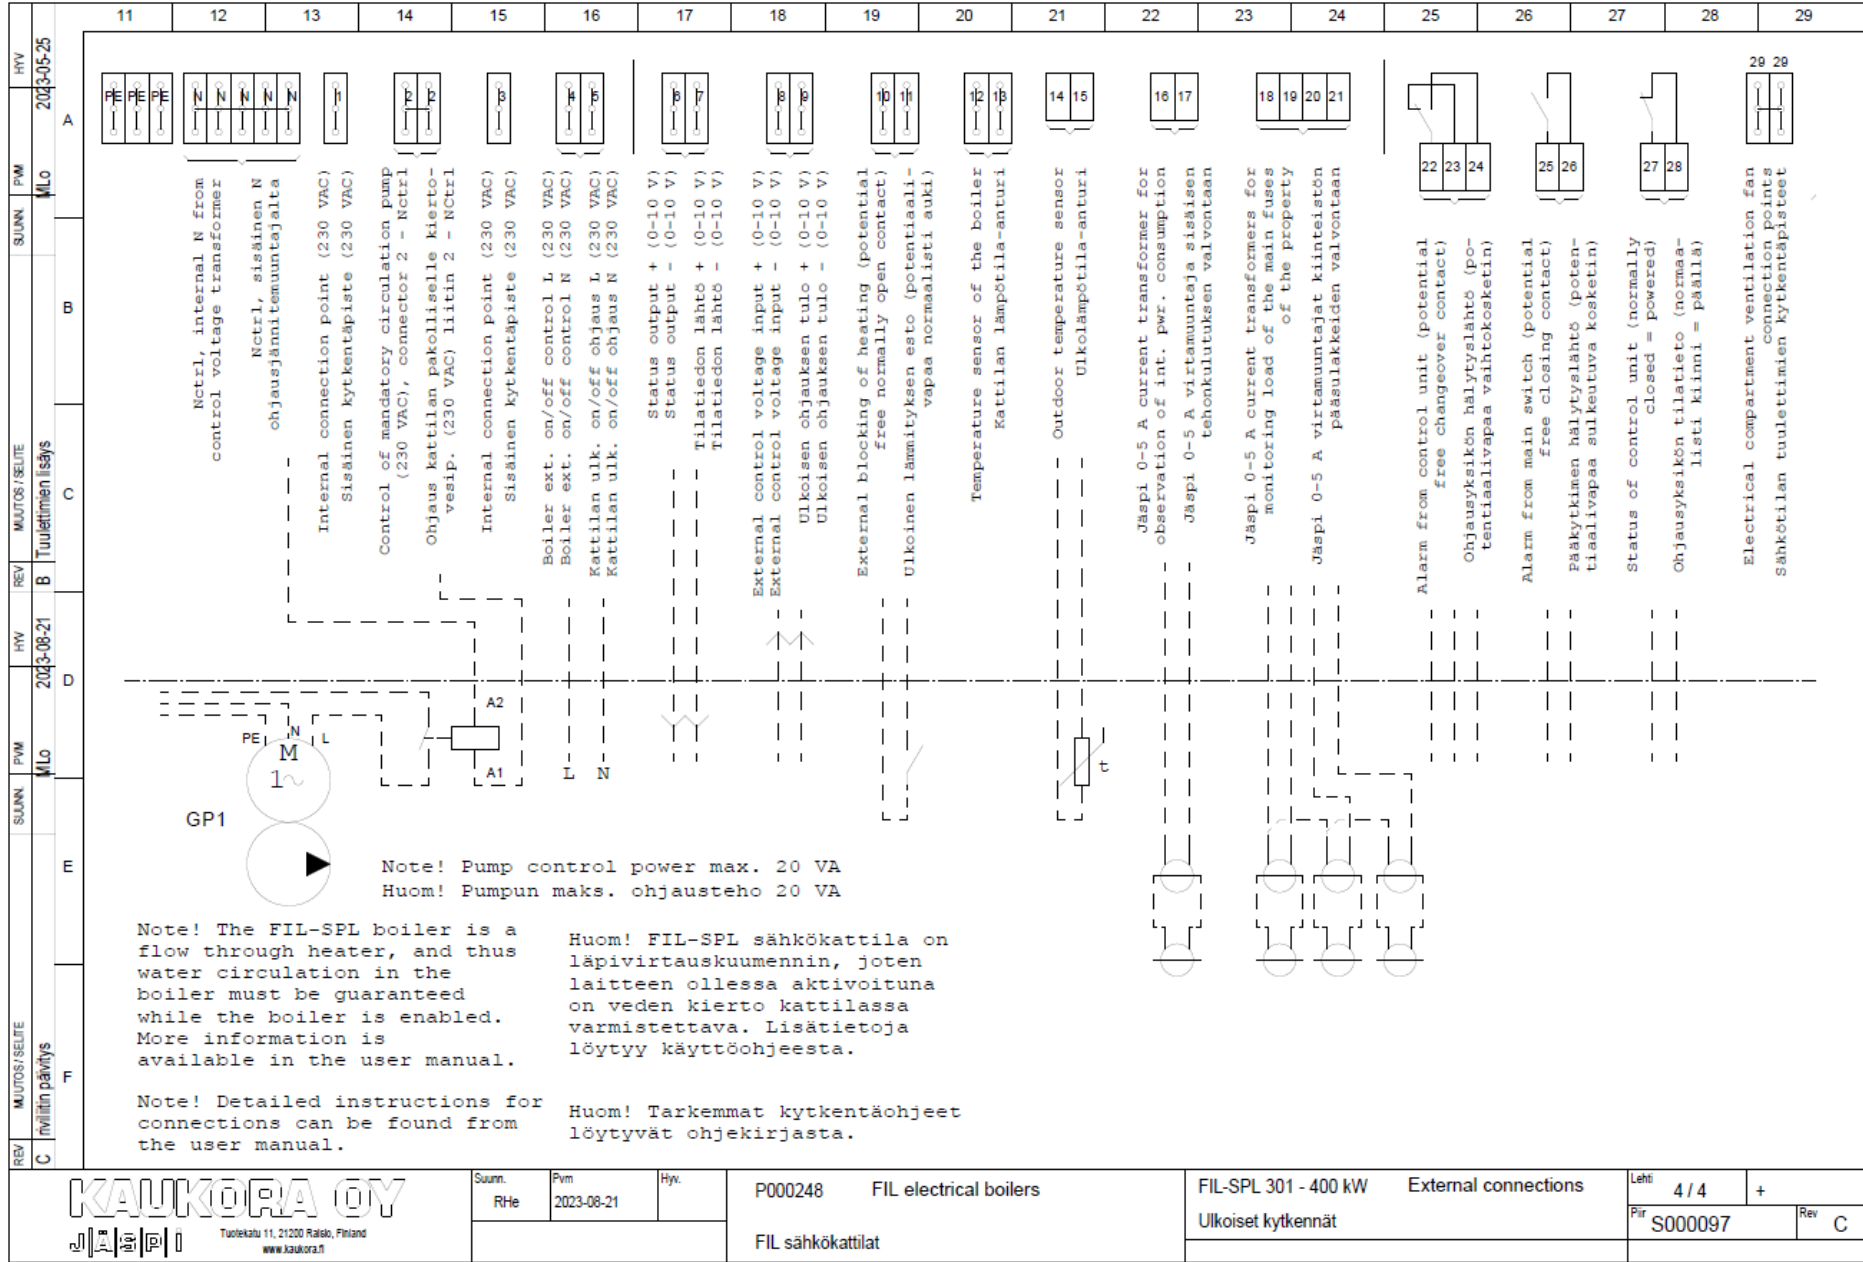 11 12 13 14 15 16 17 18 19 20 21 22 23 24 25 26 27 28 29
HYV
2023-05-25
PVM
MLo
SUUNN.
MUUTOS / SELITE
Tuulettimien lisäys
REV
B
HYV
2023-08-21
PVM
MLo
SUUNN.
MUUTOS / SELITE
riviliitin päivitys
REV
C
A
B
C
D
E
F
PE PE PE
N N N N N
1
2 2
3
4 5
6 7
8 9
10 11
12 13
14 15
16 17
18 19 20 21
22 23 24
25 26
27 28
29 29
Nctrl, internal N from
control voltage transformer
Nctrl, sisäinen N
ohjausjännitemuuntajalta
Internal connection point (230 VAC)
Sisäinen kytkentäpiste (230 VAC)
Control of mandatory circulation pump
(230 VAC), connector 2 - Nctrl
Ohjaus kattilan pakolliselle kierto-
vesip. (230 VAC) liitin 2 - Nctrl
Internal connection point (230 VAC)
Sisäinen kytkentäpiste (230 VAC)
Boiler ext. on/off control L (230 VAC)
Boiler ext. on/off control N (230 VAC)
Kattilan ulk. on/off ohjaus L (230 VAC)
Kattilan ulk. on/off ohjaus N (230 VAC)
Status output + (0-10 V)
Status output - (0-10 V)
Tilatiedon lähtö + (0-10 V)
Tilatiedon lähtö - (0-10 V)
External control voltage input + (0-10 V)
External control voltage input - (0-10 V)
Ulkoisen ohjauksen tulo + (0-10 V)
Ulkoisen ohjauksen tulo - (0-10 V)
External blocking of heating (potential
free normally open contact)
Ulkoinen lämmityksen esto (potentiaali-
vapaa normaalisti auki)
Temperature sensor of the boiler
Kattilan lämpötila-anturi
Outdoor temperature sensor
Ulkolämpötila-anturi
Jäspi 0-5 A current transformer for
observation of int. pwr. consumption
Jäspi 0-5 A virtamuuntaja sisäisen
tehonkulutuksen valvontaan
Jäspi 0-5 A current transformers for
monitoring load of the main fuses
of the property
Jäspi 0-5 A virtamuuntajat kiinteistön
pääsulakkeiden valvontaan
Alarm from control unit (potential
free changeover contact)
Ohjausyksikön hälytyslähtö (po-
tentiaalivapaa vaihtokosketin)
Alarm from main switch (potential
free closing contact)
Pääkytkimen hälytyslähtö (poten-
tiaalivapaa sulkeutuva kosketin)
Status of control unit (normally
closed = powered)
Ohjausyksikön tilatieto (normaa-
listi kiinni = päällä)
Electrical compartment ventilation fan
connection points
Sähkötilan tuulettimien kytkentäpisteet
A2
A1
PE N L
M
1~
GP1
L N
t
Note! Pump control power max. 20 VA
Huom! Pumpun maks. ohjausteho 20 VA
Note! The FIL-SPL boiler is a
flow through heater, and thus
water circulation in the
boiler must be guaranteed
while the boiler is enabled.
More information is
available in the user manual.
Huom! FIL-SPL sähkökattila on
läpivirtauskuumennin, joten
laitteen ollessa aktivoituna
on veden kierto kattilassa
varmistettava. Lisätietoja
löytyy käyttöohjeesta.
Note! Detailed instructions for
connections can be found from
the user manual.
Huom! Tarkemmat kytkentäohjeet
löytyvät ohjekirjasta.
KAUKORA OY
JÄSPI
Tuotekatu 11, 21200 Raisio, Finland
www.kaukora.fi
Suunn.
RHe
Pvm
2023-08-21
Hyv.
P000248 FIL electrical boilers
FIL sähkökattilat
FIL-SPL 301 - 400 kW External connections
Ulkoiset kytkennät
Lehti
4 / 4 +
Piir
S000097
Rev
C